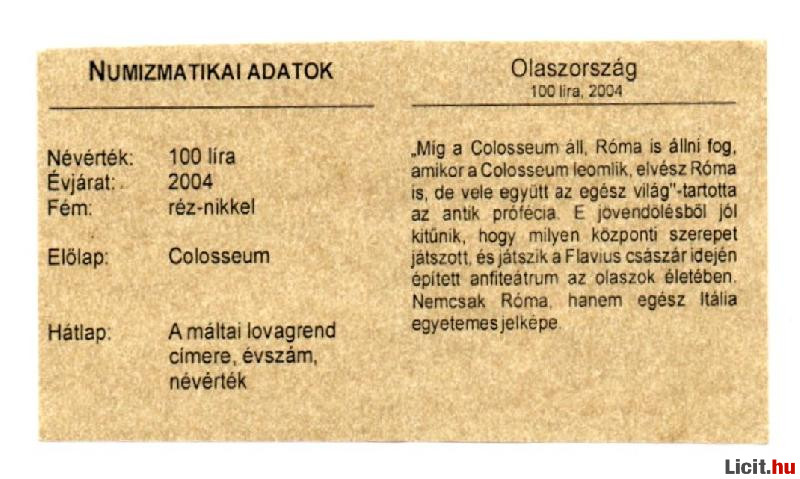 NUMIZMATIKAI ADATOK
Névérték: 100 líra
Évjárat: 2004
Fém: réz-nikkel
Előlap: Colosseum
Hátlap: A máltai lovagrend
címere, évszám,
névérték
Olaszország
100 líra, 2004
„Míg a Colosseum áll, Róma is állni fog,
amikor a Colosseum leomlik, elvész Róma
is, de vele együtt az egész világ”-tartotta
az antik prófécia. E jövendölésből jól
kitűnik, hogy milyen központi szerepet
játszott, és játszik a Flavius császár idején
épített anfiteátrum az olaszok életében.
Nemcsak Róma, hanem egész Itália
egyetemes jelképe.
Licit.hu